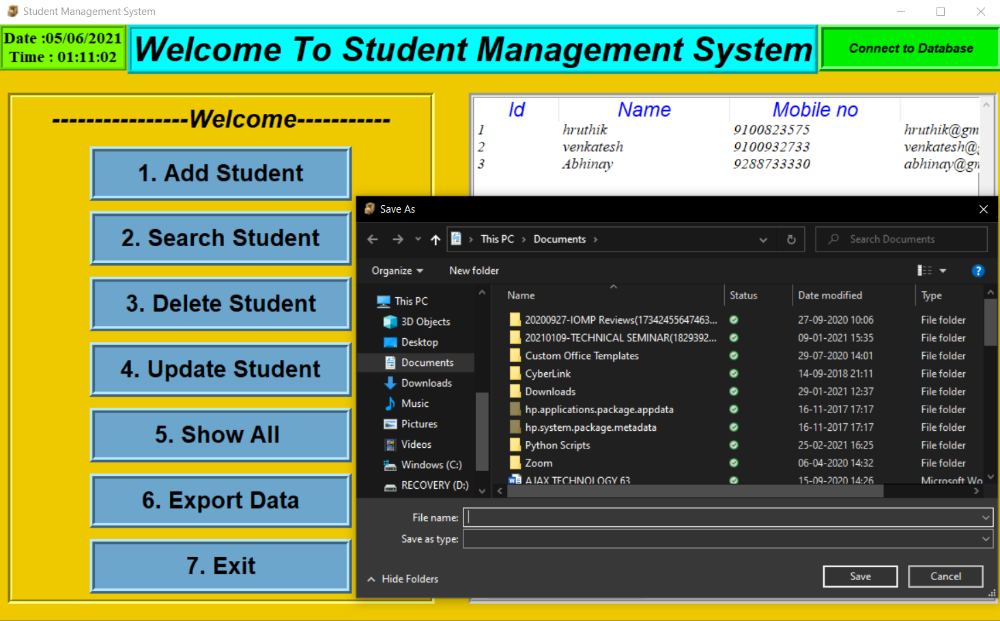 Student Management System
Date :05/06/2021
Time : 01:11:02
Welcome To Student Management System
Connect to Database
----------------Welcome-----------
1. Add Student
2. Search Student
3. Delete Student
4. Update Student
5. Show All
6. Export Data
7. Exit
Id Name Mobile no
1 hruthik 9100823575 hruthik@gm
2 venkatesh 9100932733 venkatesh@
3 Abhinay 9288733330 abhinay@gm
Save As
This PC > Documents >
Search Documents
Organize New folder
This PC
3D Objects
Desktop
Documents
Downloads
Music
Pictures
Videos
Windows (C:)
RECOVERY (D:)
Name Status Date modified Type
20200927-IOMP Reviews(17342455647463... 27-09-2020 10:06 File folder
20210109-TECHNICAL SEMINAR(1829392... 09-01-2021 15:35 File folder
Custom Office Templates 29-07-2020 14:01 File folder
CyberLink 14-09-2018 21:11 File folder
Downloads 29-01-2021 12:37 File folder
hp.applications.package.appdata 16-11-2017 17:17 File folder
hp.system.package.metadata 16-11-2017 17:17 File folder
Python Scripts 25-02-2021 16:25 File folder
Zoom 06-04-2020 14:32 File folder
AJAX TECHNOLOGY 63 15-09-2020 14:26 Microsoft Wo
File name:
Save as type:
Hide Folders
Save
Cancel